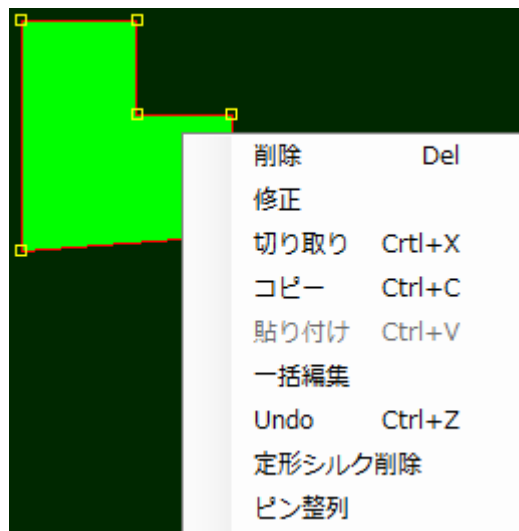 削除 Del
修正
切り取り Crtl+X
コピー Ctrl+C
貼り付け Ctrl+V
一括編集
Undo Ctrl+Z
定形シルク削除
ピン整列